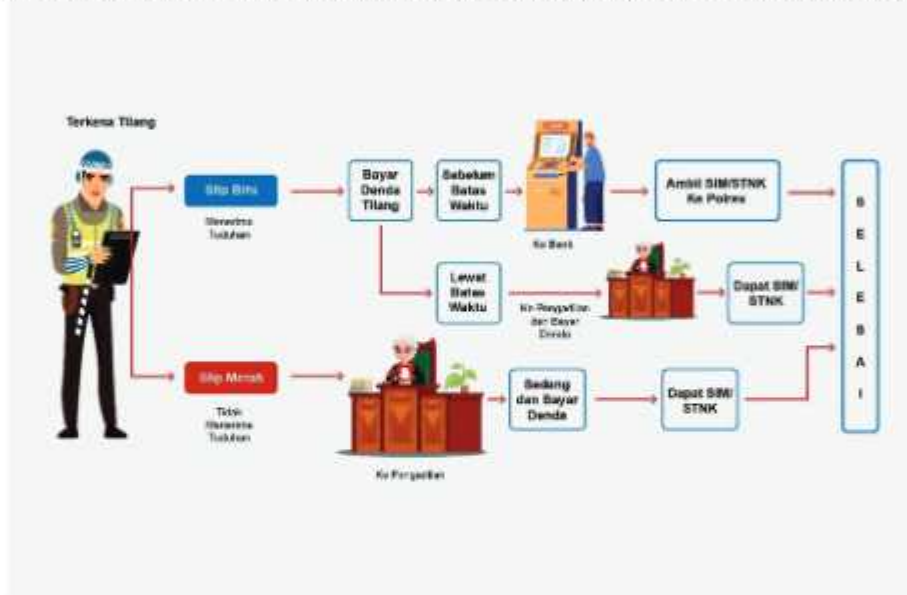 Terkena Tilang
Slip Biru
Menerima
Tuduhan
Bayar
Denda
Tilang
Sebelum
Batas
Waktu
Ke Bank
Ambil SIM/STNK
Ke Polres
Lewat
Batas
Waktu
Ke Pengadilan
dan Bayar
Denda
Dapat SIM/
STNK
Slip Merah
Tidak
Menerima
Tuduhan
Ke Pengadilan
Sedang
dan Bayar
Denda
Dapat SIM/
STNK
S
E
L
E
S
A
I